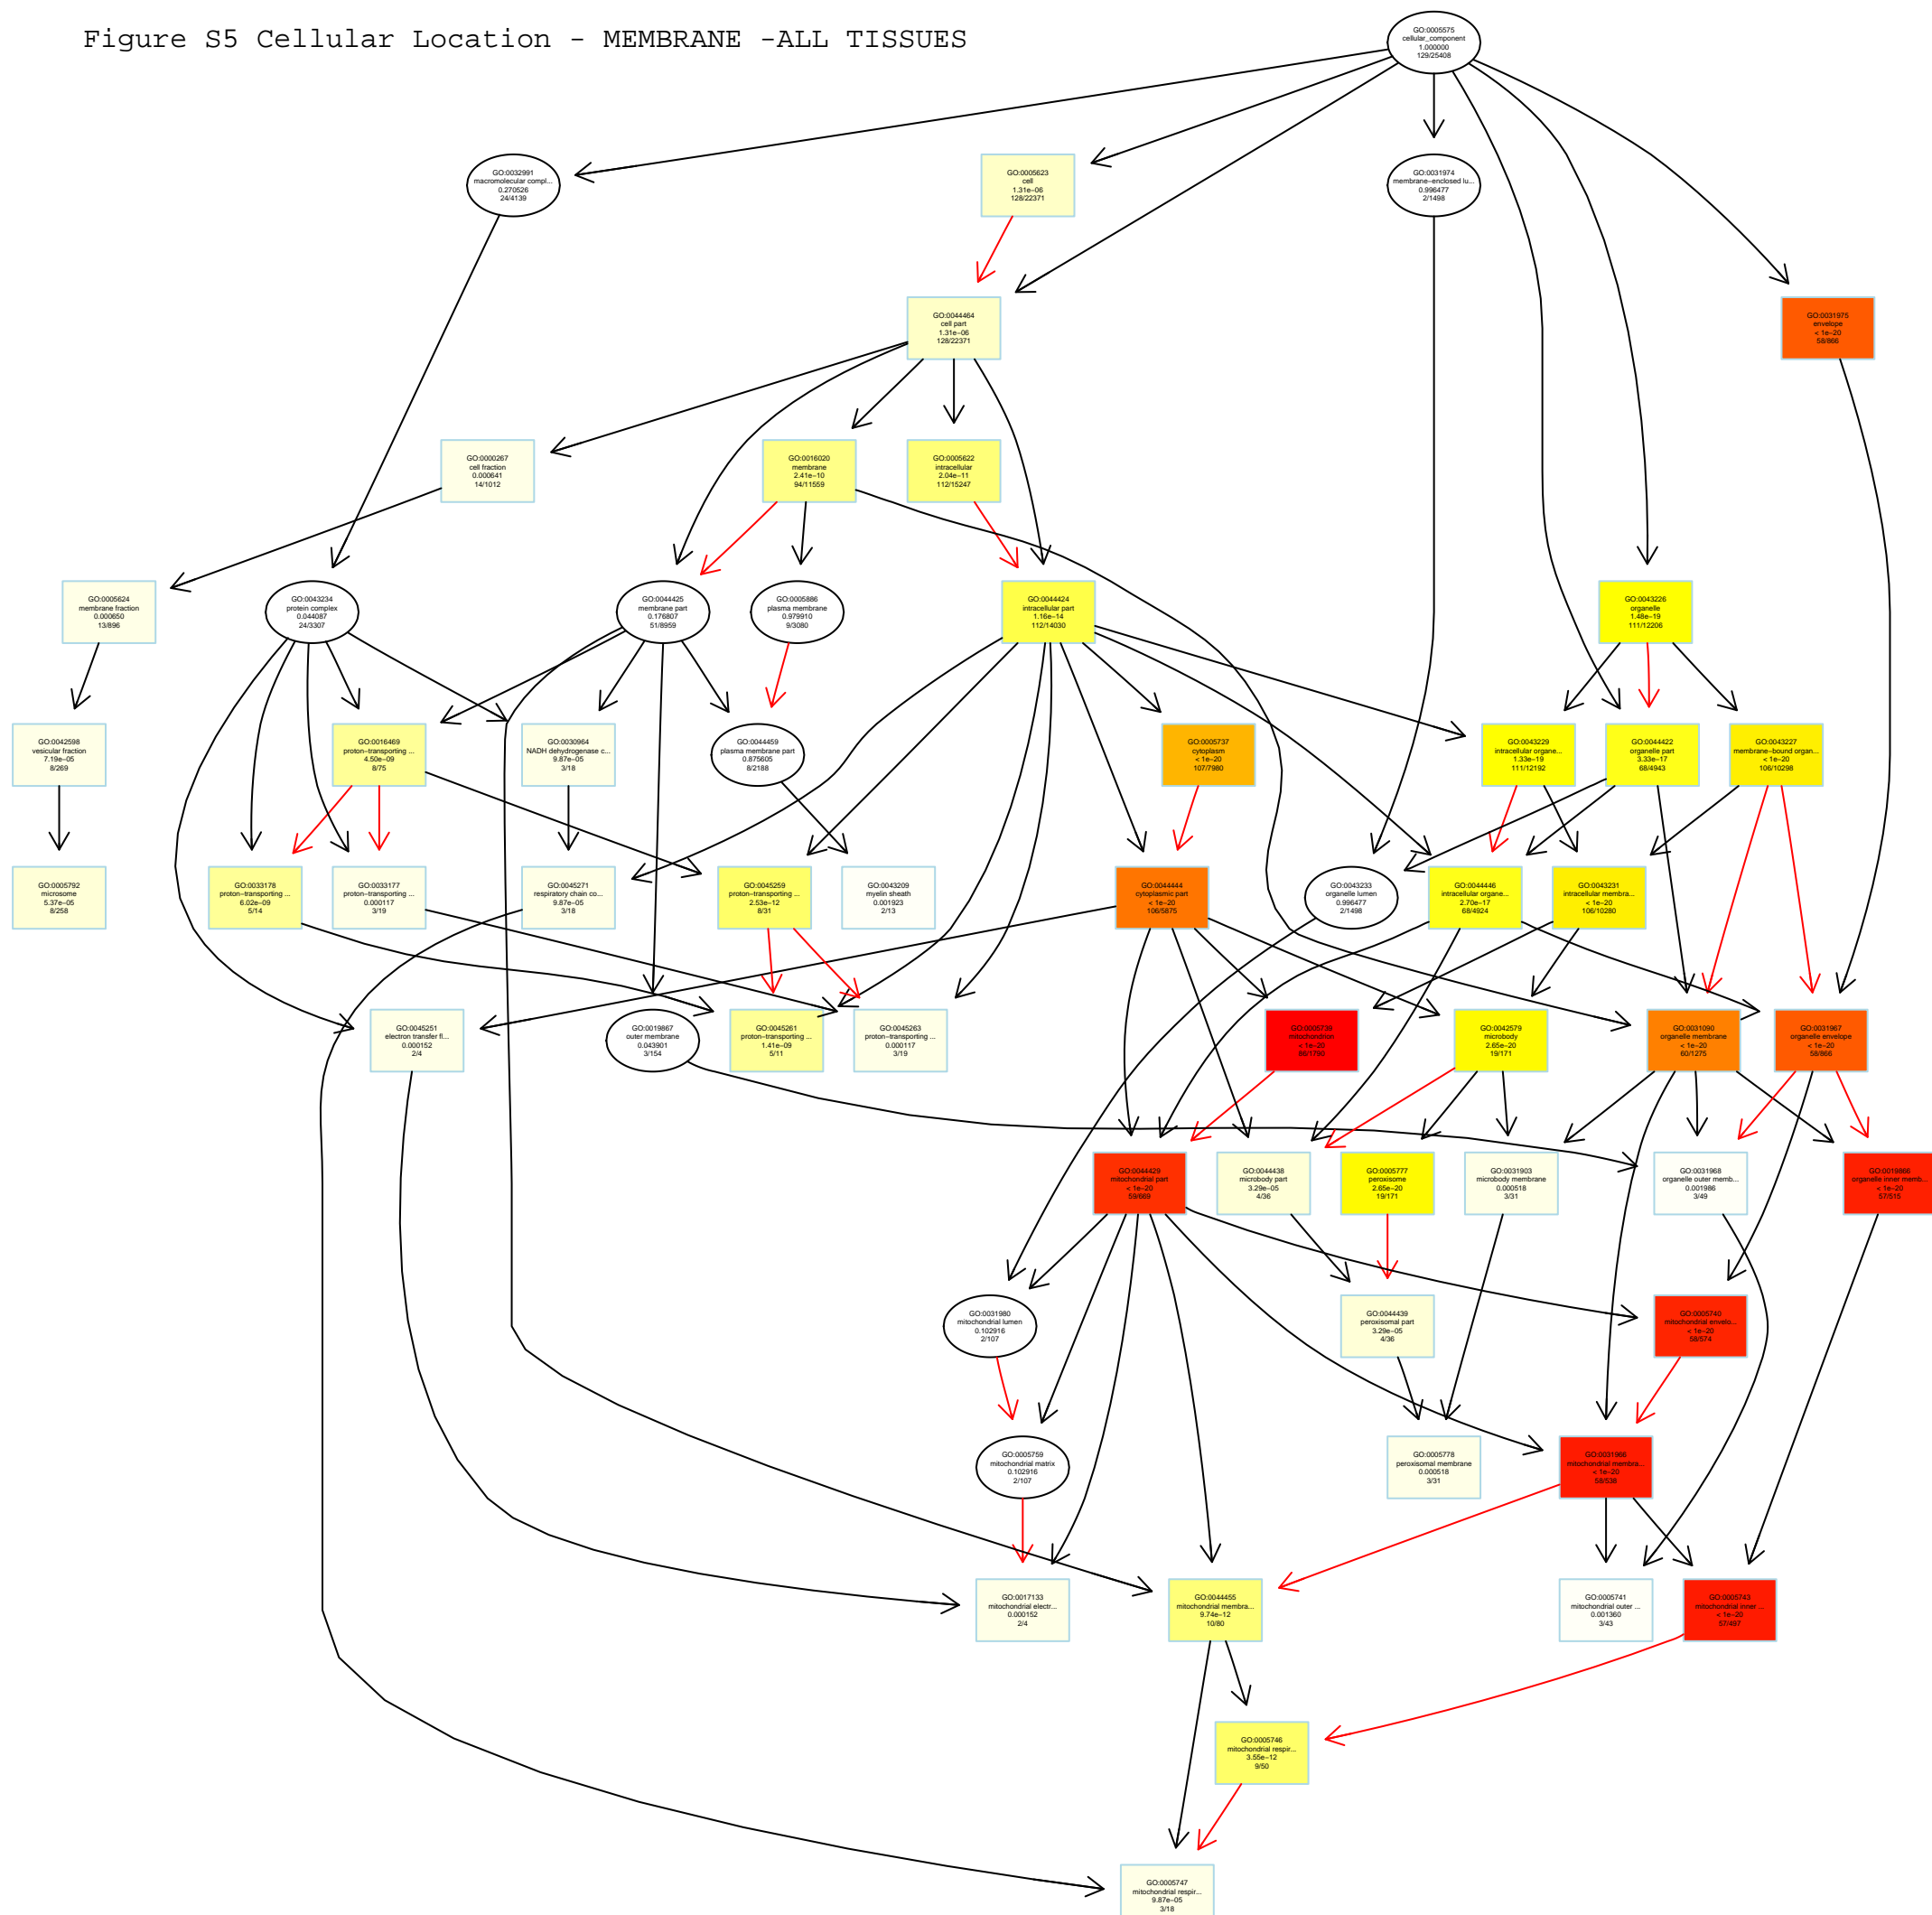 Figure S5 Cellular Location - MEMBRANE -ALL TISSUES
GO:0005575
cellular_component
1.000000
129/25408
GO:0032991
macromolecular compl...
0.270526
24/4139
GO:0005623
cell
1.31e−06
128/22371
GO:0031974
membrane−enclosed lu...
0.996477
2/1498
GO:0044464
cell part
1.31e−06
128/22371
GO:0031975
envelope
< 1e−20
58/866
GO:0000267
cell fraction
0.000641
14/1012
GO:0016020
membrane
2.41e−10
94/11559
GO:0005622
intracellular
2.04e−11
112/15247
GO:0005624
membrane fraction
0.000650
13/896
GO:0043234
protein complex
0.044087
24/3307
GO:0044425
membrane part
0.176807
51/8959
GO:0005886
plasma membrane
0.979910
9/3080
GO:0044424
intracellular part
1.16e−14
112/14030
GO:0043226
organelle
1.48e−19
111/12206
GO:0042598
vesicular fraction
7.19e−05
8/269
GO:0016469
proton−transporting ...
4.50e−09
8/75
GO:0030964
NADH dehydrogenase c...
9.87e−05
3/18
GO:0044459
plasma membrane part
0.875605
8/2188
GO:0005737
cytoplasm
< 1e−20
107/7980
GO:0043229
intracellular organe...
1.33e−19
111/12192
GO:0044422
organelle part
3.33e−17
68/4943
GO:0043227
membrane−bound organ...
< 1e−20
106/10298
GO:0005792
microsome
5.37e−05
8/258
GO:0033178
proton−transporting ...
6.02e−09
5/14
GO:0033177
proton−transporting ...
0.000117
3/19
GO:0045271
respiratory chain co...
9.87e−05
3/18
GO:0045259
proton−transporting ...
2.53e−12
8/31
GO:0043209
myelin sheath
0.001923
2/13
GO:0044444
cytoplasmic part
< 1e−20
106/5875
GO:0043233
organelle lumen
0.996477
2/1498
GO:0044446
intracellular organe...
2.70e−17
68/4924
GO:0043231
intracellular membra...
< 1e−20
106/10280
GO:0045251
electron transfer fl...
0.000152
2/4
GO:0019867
outer membrane
0.043901
3/154
GO:0045261
proton−transporting ...
1.41e−09
5/11
GO:0045263
proton−transporting ...
0.000117
3/19
GO:0005739
mitochondrion
< 1e−20
86/1790
GO:0042579
microbody
2.65e−20
19/171
GO:0031090
organelle membrane
< 1e−20
60/1275
GO:0031967
organelle envelope
< 1e−20
58/866
GO:0044429
mitochondrial part
< 1e−20
59/669
GO:0044438
microbody part
3.29e−05
4/36
GO:0005777
peroxisome
2.65e−20
19/171
GO:0031903
microbody membrane
0.000518
3/31
GO:0031968
organelle outer memb...
0.001986
3/49
GO:0019866
organelle inner memb...
< 1e−20
57/515
GO:0031980
mitochondrial lumen
0.102916
2/107
GO:0044439
peroxisomal part
3.29e−05
4/36
GO:0005740
mitochondrial envelo...
< 1e−20
58/574
GO:0005759
mitochondrial matrix
0.102916
2/107
GO:0005778
peroxisomal membrane
0.000518
3/31
GO:0031966
mitochondrial membra...
< 1e−20
58/538
GO:0017133
mitochondrial electr...
0.000152
2/4
GO:0044455
mitochondrial membra...
9.74e−12
10/80
GO:0005741
mitochondrial outer ...
0.001360
3/43
GO:0005743
mitochondrial inner ...
< 1e−20
57/497
GO:0005746
mitochondrial respir...
3.55e−12
9/50
GO:0005747
mitochondrial respir...
9.87e−05
3/18